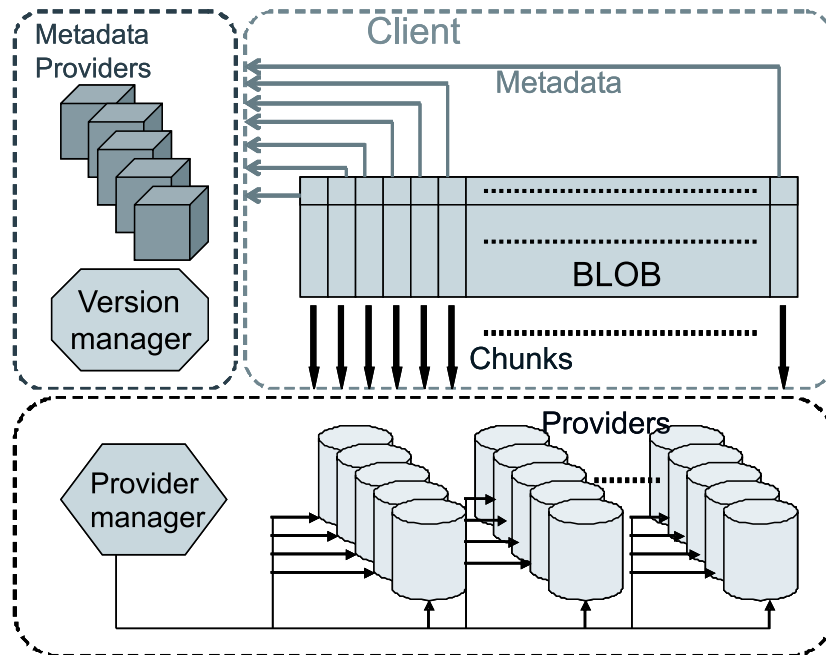 Metadata
Providers
Client
Metadata
BLOB
Version
manager
Chunks
Providers
Provider
manager